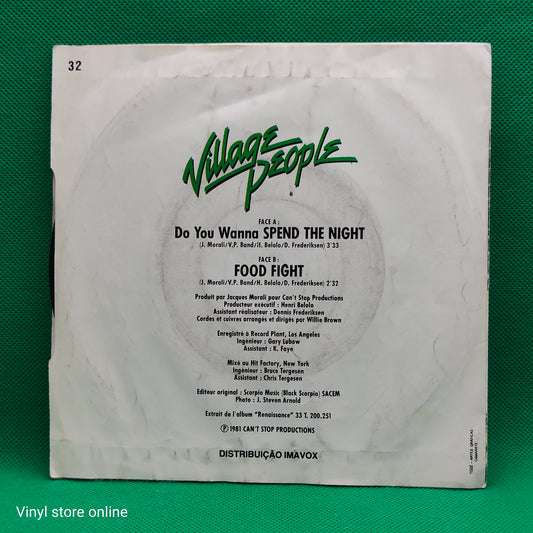 32
Village
People
FACE A :
Do You Wanna SPEND THE NIGHT
(J. Morali/V.P. Band/H. Belolo/D. Frederiksen) 3'33
FACE B :
FOOD FIGHT
(J. Morali/V.P. Band/H. Belolo/D. Frederiksen) 2'32
Produit par Jacques Morali pour Can't Stop Productions
Producteur exécutif : Henri Belolo
Assistant réalisateur : Dennis Frederiksen
Cordes et cuivres arrangés et dirigés par Willie Brown
Enregistré à Record Plant, Los Angeles
Ingénieur : Gary Lubow
Assistant : K. Faye
Mixé au Hit Factory, New York
Ingénieur : Bruce Tergesen
Assistant : Chris Tergesen
Editeur original : Scorpio Music (Black Scorpio) SACEM
Photo : J. Steven Arnold
Extrait de l'album "Renaissance" 33 T. 200.251
Ⓟ 1981 CAN'T STOP PRODUCTIONS
DISTRIBUIÇÃO IMAVOX
Vinyl store online